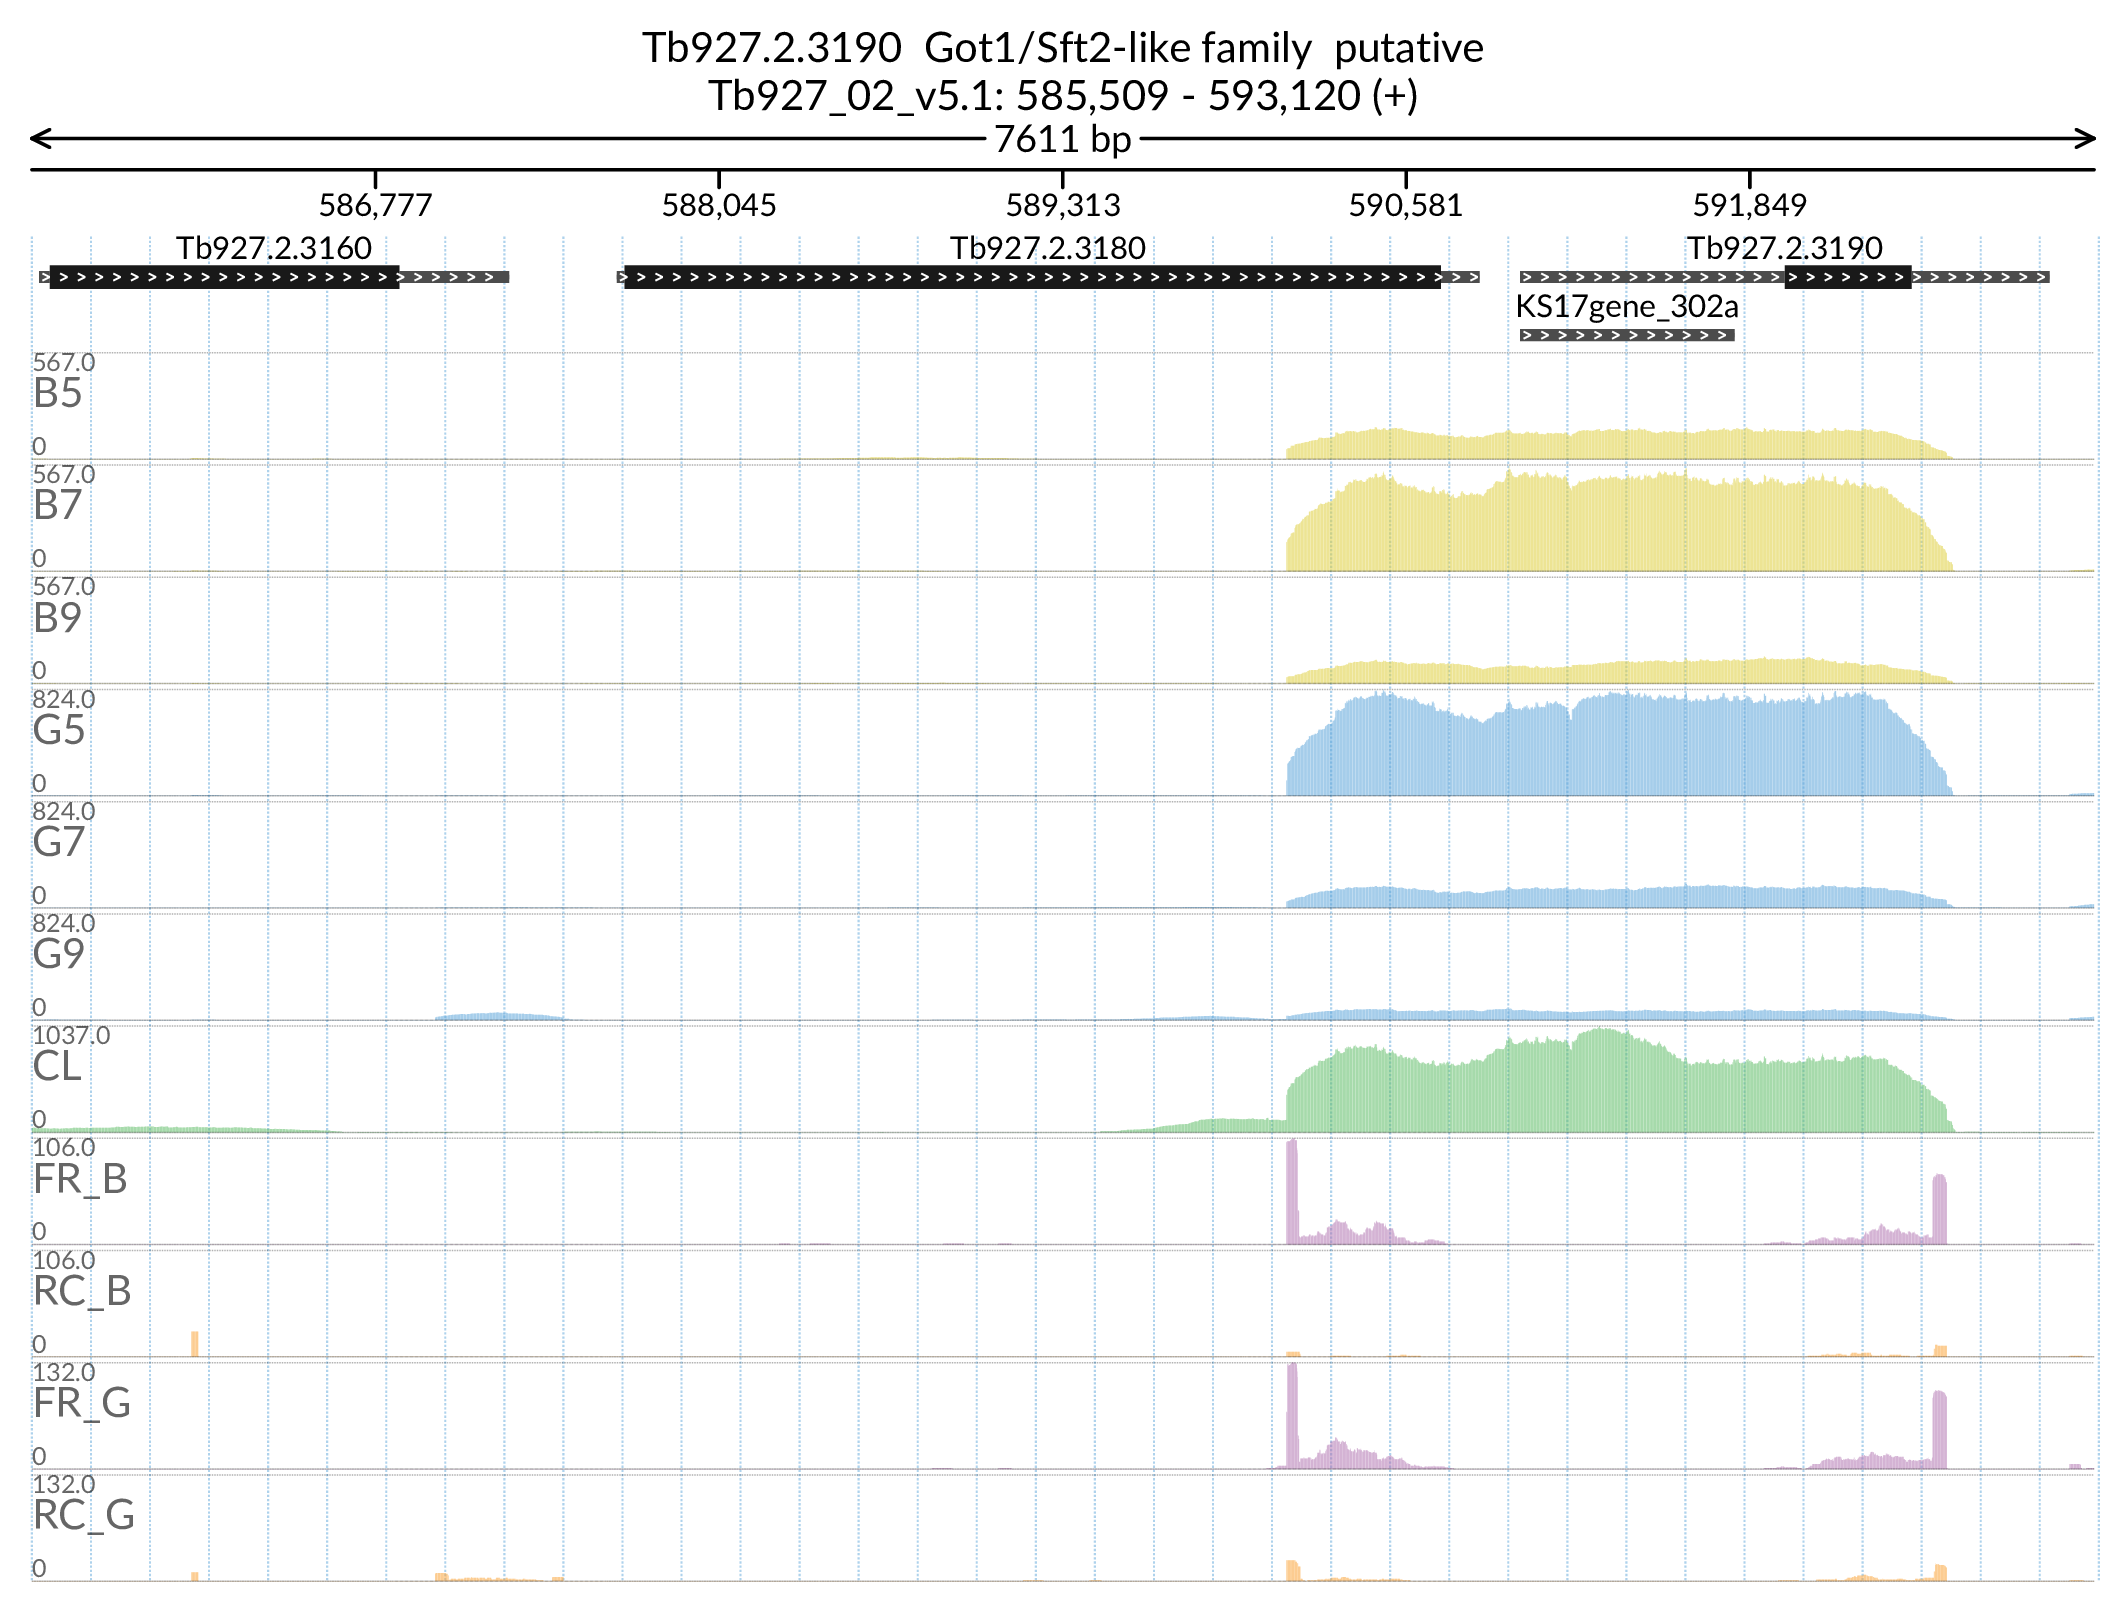 Tb927.2.3190  Got1/Sft2-like family  putative
Tb927_02_v5.1: 585,509 - 593,120 (+)
7611 bp
586,777 588,045 589,313 590,581 591,849
Tb927.2.3160 Tb927.2.3180 Tb927.2.3190
KS17gene_302a
567.0
B5
0
567.0
B7
0
567.0
B9
0
824.0
G5
0
824.0
G7
0
824.0
G9
0
1037.0
CL
0
106.0
FR_B
0
106.0
RC_B
0
132.0
FR_G
0
132.0
RC_G
0